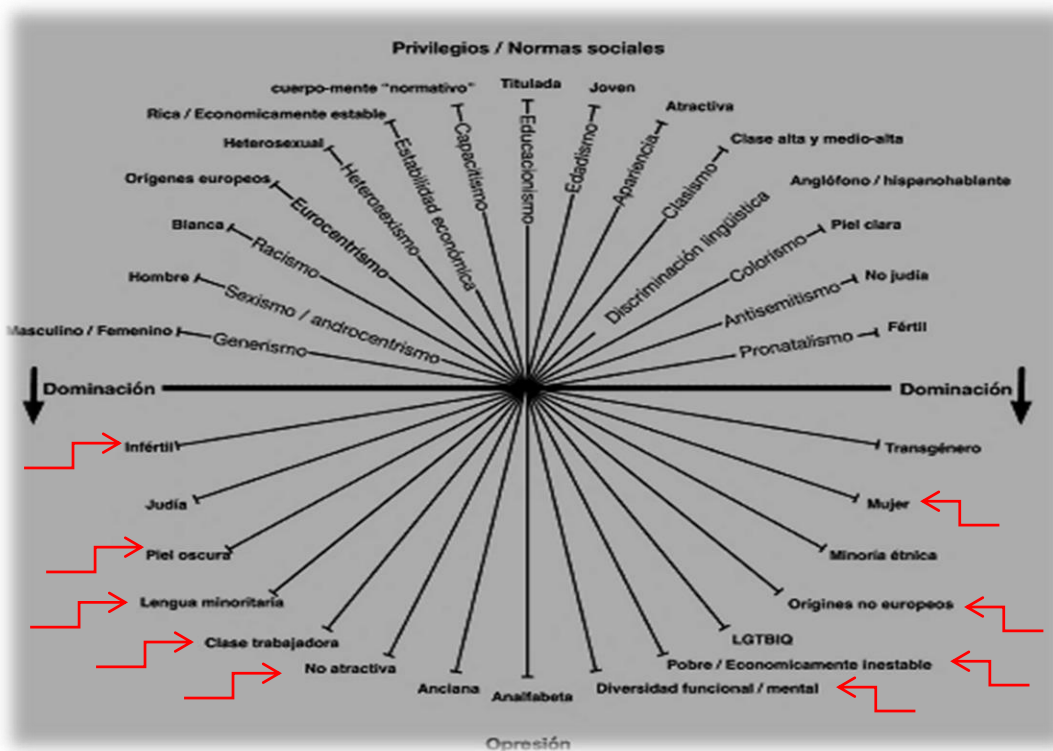 Privilegios / Normas sociales
cuerpo-mente "normativo"
Titulada
Joven
Rica / Economicamente estable
Atractiva
Heterosexual
Clase alta y medio-alta
Orígenes europeos
Anglófono / hispanohablante
Blanca
Piel clara
Hombre
No judía
Masculino / Femenino
Fértil
Generismo
Sexismo / androcentrismo
Racismo
Eurocentrismo
Heterosexismo
Estabilidad económica
Capacitismo
Educacionismo
Edadismo
Apariencia
Clasismo
Discriminación lingüística
Colorismo
Antisemitismo
Pronatalismo
Dominación
Dominación
Infértil
Transgénero
Judía
Mujer
Piel oscura
Minoría étnica
Lengua minoritaria
Orígines no europeos
Clase trabajadora
LGTBIQ
No atractiva
Pobre / Economicamente inestable
Anciana
Analfabeta
Diversidad funcional / mental
Opresión